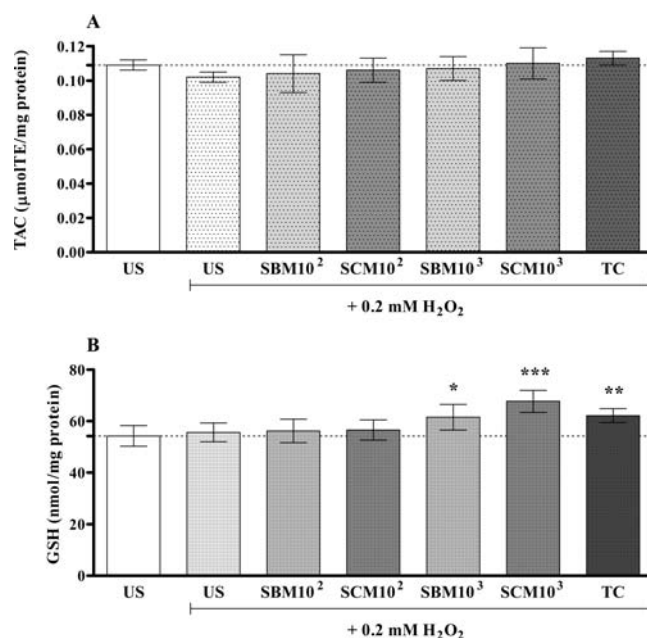 A
TAC (µmolTE/mg protein)
0.12
0.10
0.08
0.06
0.04
0.02
0.00
US US SBM10² SCM10² SBM10³ SCM10³ TC
+ 0.2 mM H₂O₂
B
GSH (nmol/mg protein)
80
60
40
20
0
* *** **
US US SBM10² SCM10² SBM10³ SCM10³ TC
+ 0.2 mM H₂O₂